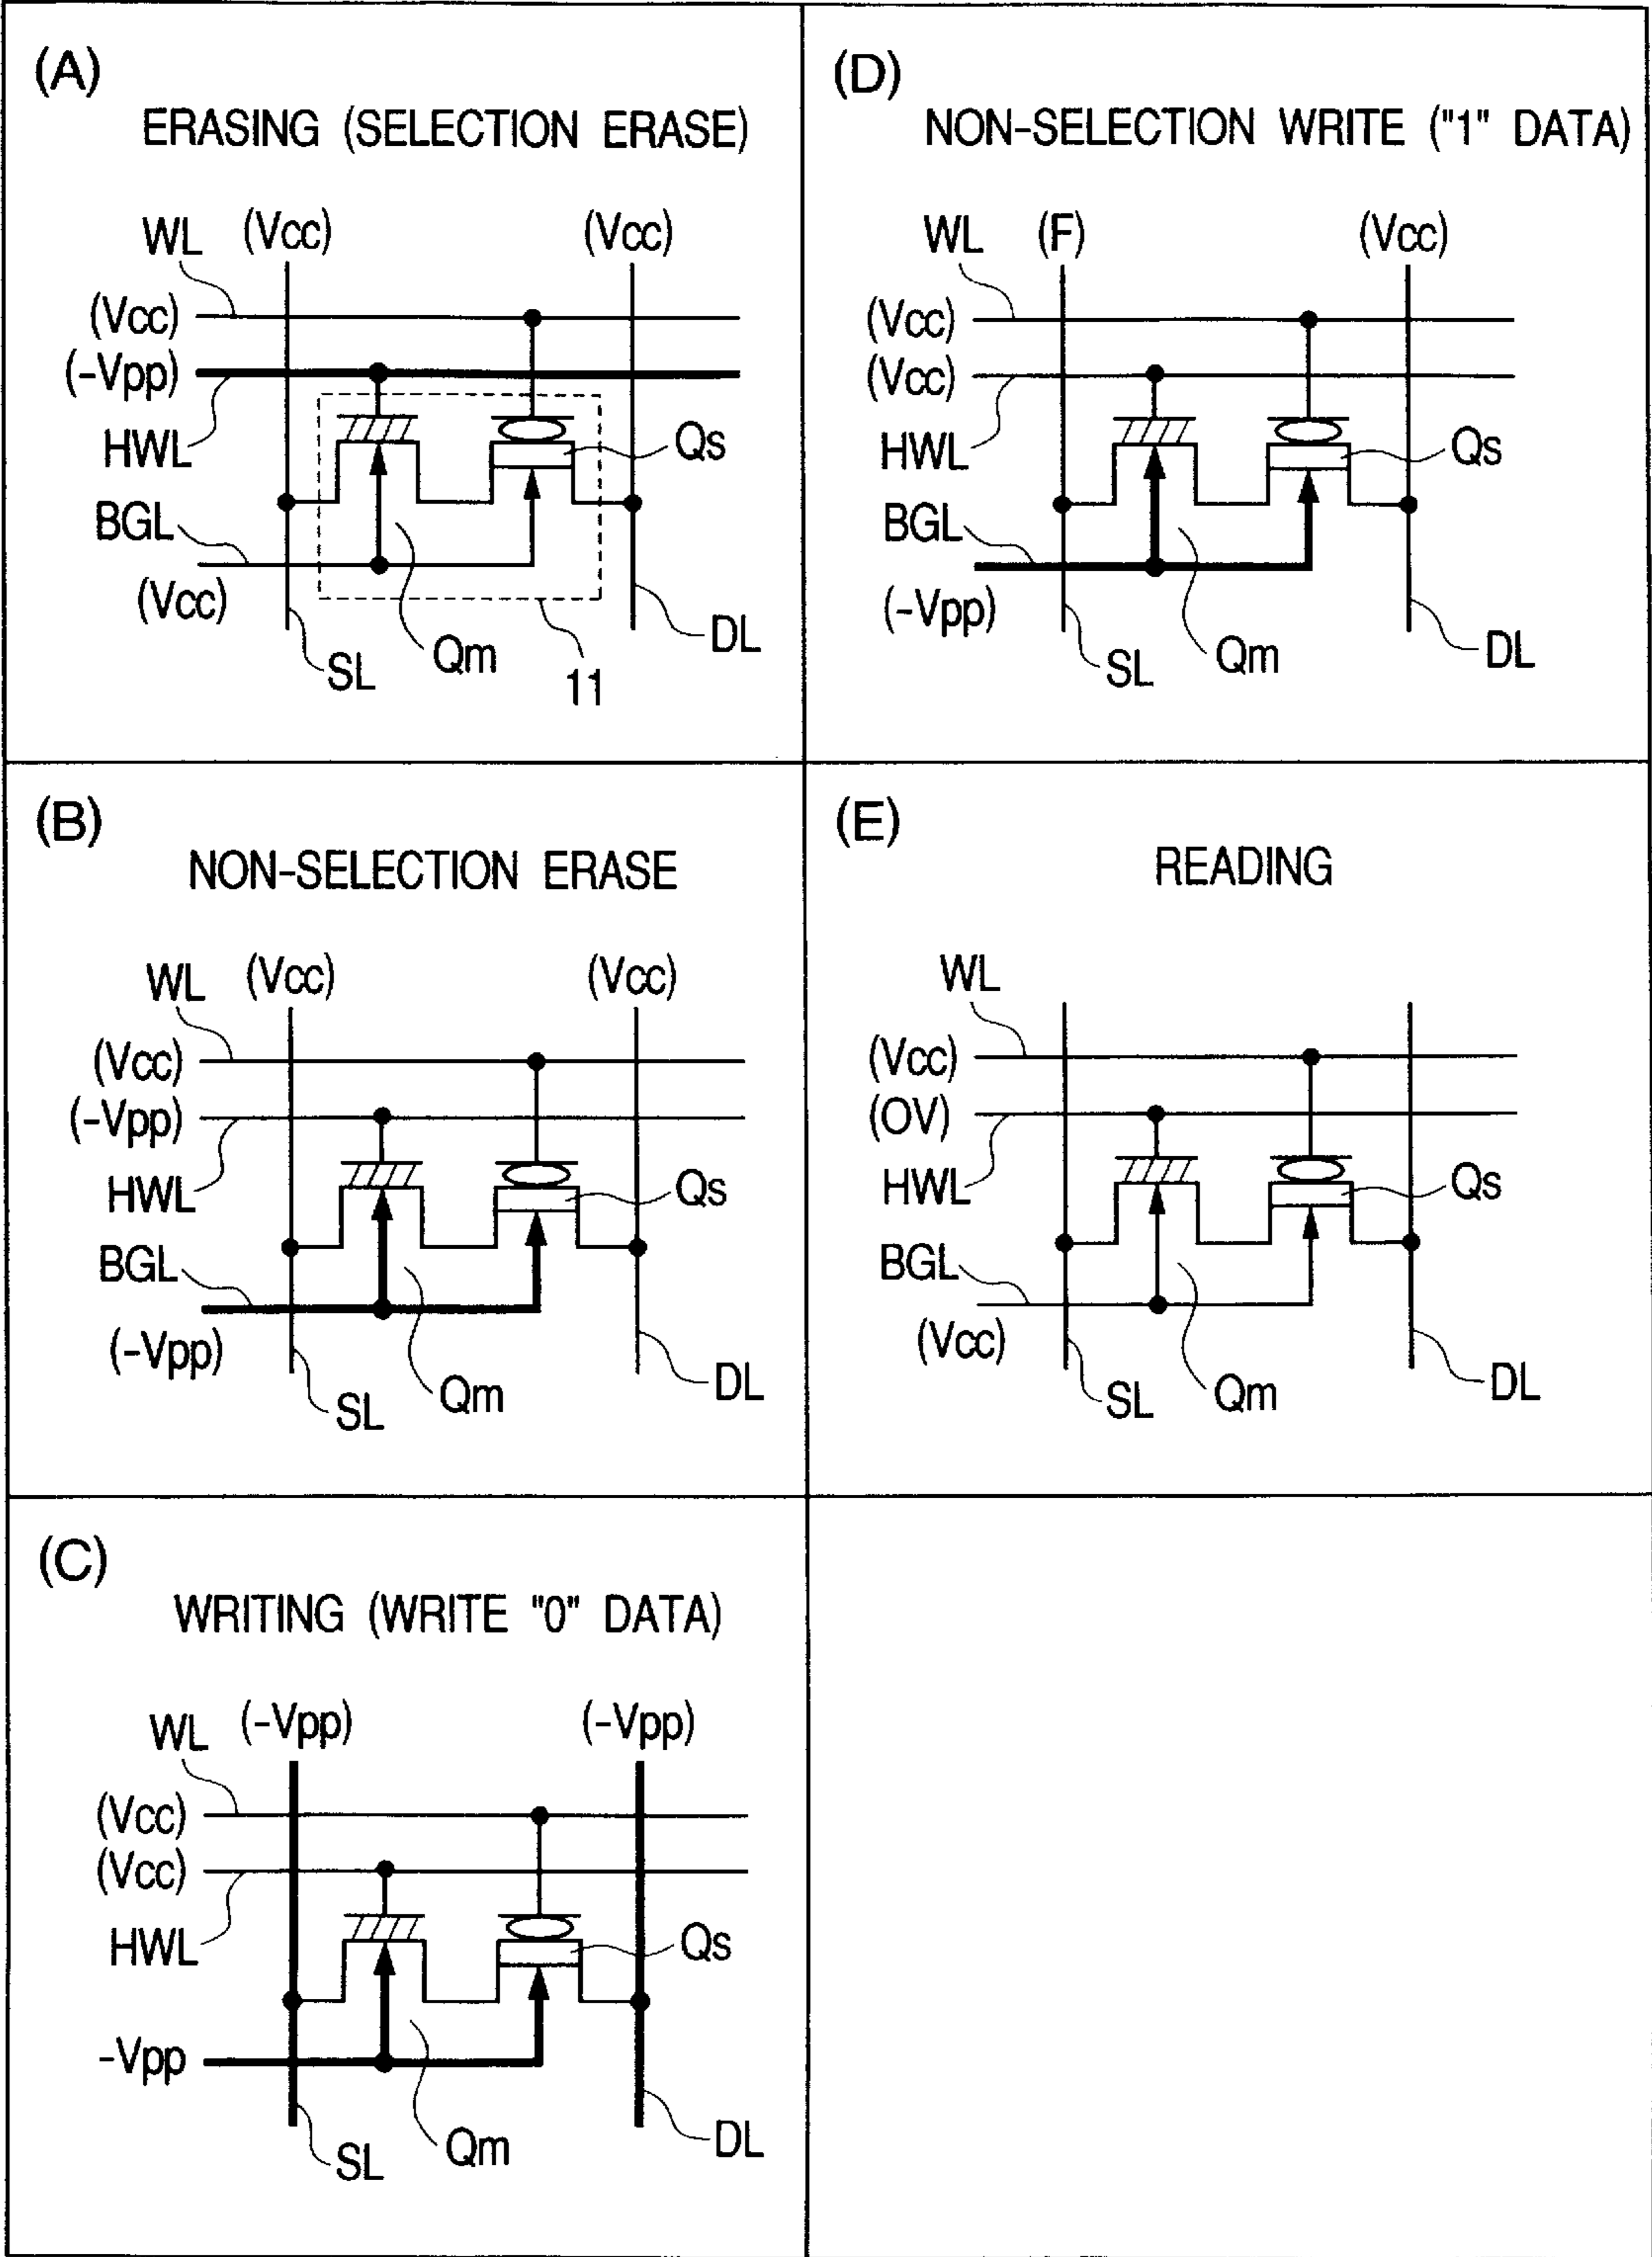 (A)
ERASING (SELECTION ERASE)
WL (Vcc) (Vcc)
(Vcc)
(-Vpp)
HWL Qs
BGL
(Vcc)
SL Qm 11 DL
(D)
NON-SELECTION WRITE ("1" DATA)
WL (F) (Vcc)
(Vcc)
(Vcc)
HWL Qs
BGL
(-Vpp)
SL Qm DL
(B)
NON-SELECTION ERASE
WL (Vcc) (Vcc)
(Vcc)
(-Vpp)
HWL Qs
BGL
(-Vpp)
SL Qm DL
(E)
READING
WL
(Vcc)
(OV)
HWL Qs
BGL
(Vcc)
SL Qm DL
(C)
WRITING (WRITE "0" DATA)
WL (-Vpp) (-Vpp)
(Vcc)
(Vcc)
HWL Qs
-Vpp
SL Qm DL